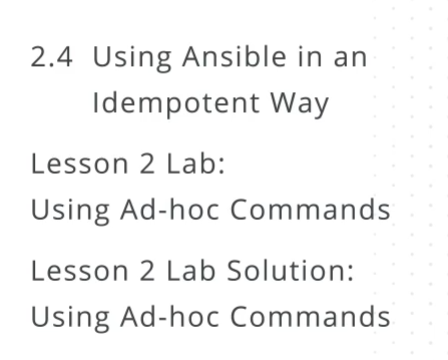 2.4 Using Ansible in an
Idempotent Way
Lesson 2 Lab:
Using Ad-hoc Commands
Lesson 2 Lab Solution:
Using Ad-hoc Commands